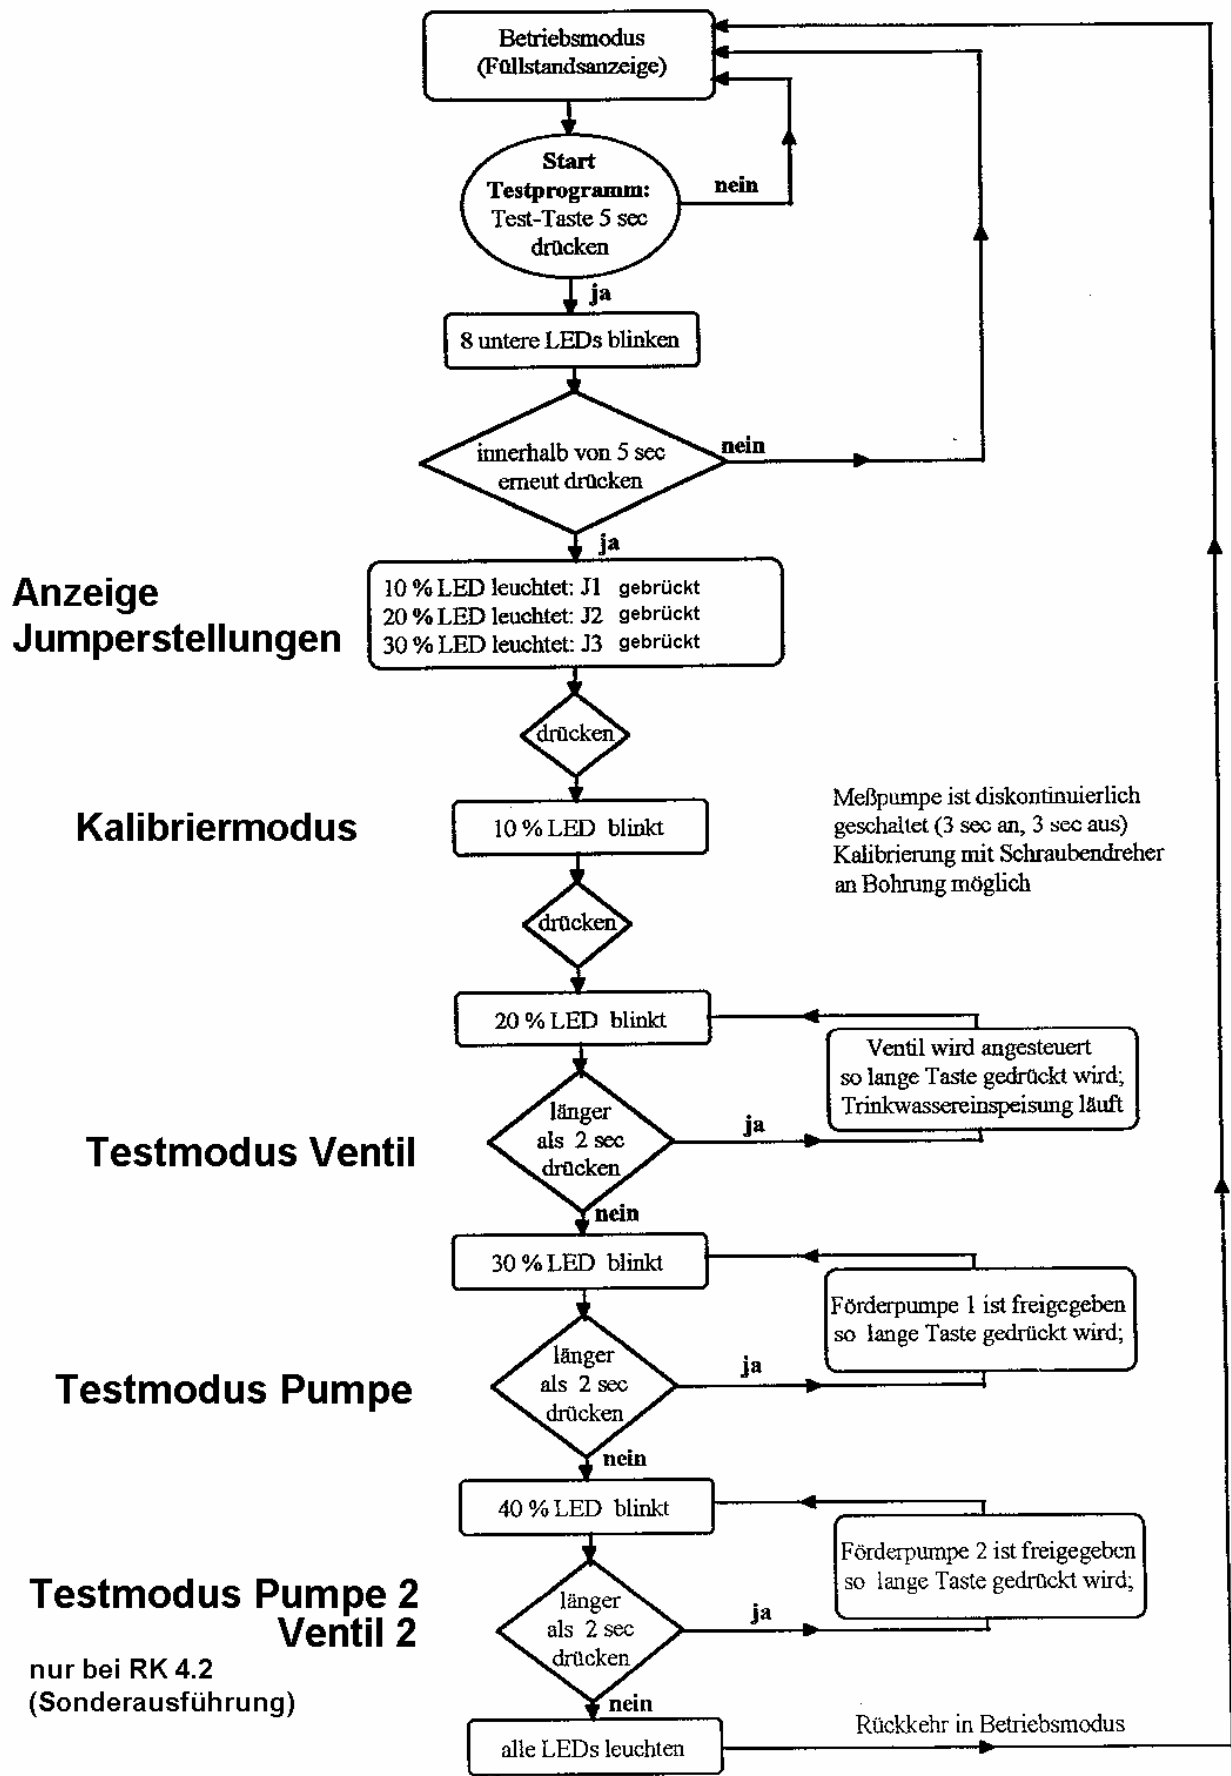 Betriebsmodus
(Füllstandsanzeige)
Start
Testprogramm:
Test-Taste 5 sec
drücken
nein
ja
8 untere LEDs blinken
innerhalb von 5 sec
erneut drücken
nein
ja
Anzeige
Jumperstellungen
10 % LED leuchtet: J1 gebrückt
20 % LED leuchtet: J2 gebrückt
30 % LED leuchtet: J3 gebrückt
drücken
Kalibriermodus
10 % LED blinkt
Meßpumpe ist diskontinuierlich
geschaltet (3 sec an, 3 sec aus)
Kalibrierung mit Schraubendreher
an Bohrung möglich
drücken
20 % LED blinkt
Ventil wird angesteuert
so lange Taste gedrückt wird;
Trinkwassereinspeisung läuft
Testmodus Ventil
länger
als 2 sec
drücken
ja
nein
30 % LED blinkt
Förderpumpe 1 ist freigegeben
so lange Taste gedrückt wird;
Testmodus Pumpe
länger
als 2 sec
drücken
ja
nein
40 % LED blinkt
Förderpumpe 2 ist freigegeben
so lange Taste gedrückt wird;
Testmodus Pumpe 2
Ventil 2
nur bei RK 4.2
(Sonderausführung)
länger
als 2 sec
drücken
ja
nein
alle LEDs leuchten
Rückkehr in Betriebsmodus